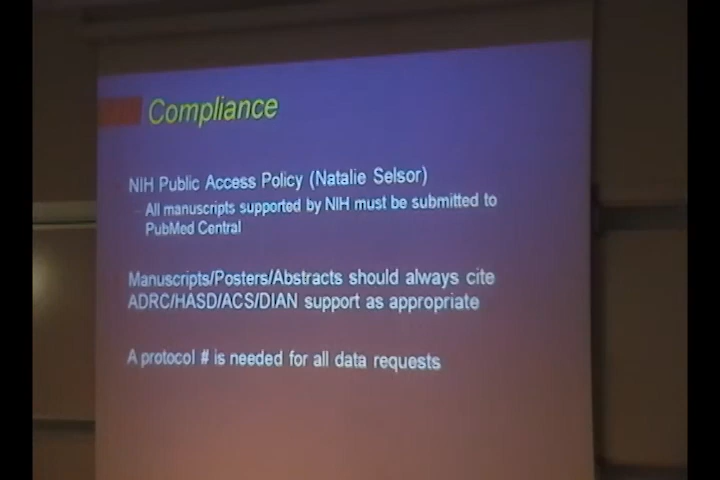 Compliance
NIH Public Access Policy (Natalie Selsor)
– All manuscripts supported by NIH must be submitted to
PubMed Central
Manuscripts/Posters/Abstracts should always cite
ADRC/HASD/ACS/DIAN support as appropriate
A protocol # is needed for all data requests